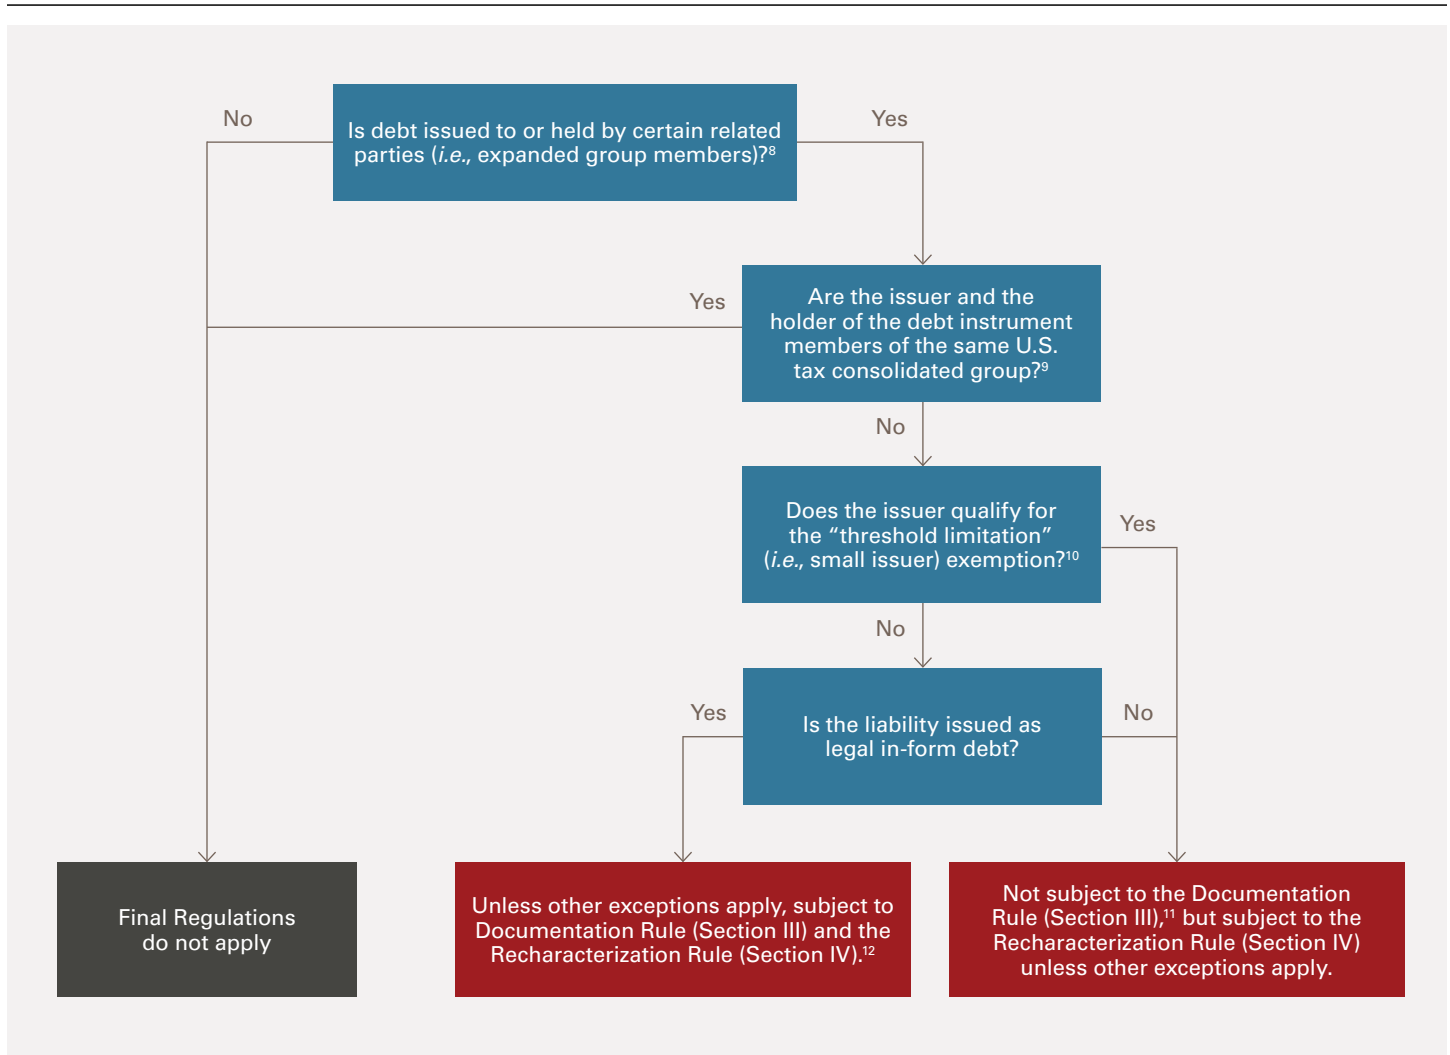 No
Is debt issued to or held by certain related
parties (i.e., expanded group members)?8
Yes
Yes
Are the issuer and the
holder of the debt instrument
members of the same U.S.
tax consolidated group?9
No
Does the issuer qualify for
the “threshold limitation”
(i.e., small issuer) exemption?10
Yes
No
Yes
Is the liability issued as
legal in-form debt?
No
Final Regulations
do not apply
Unless other exceptions apply, subject to
Documentation Rule (Section III) and the
Recharacterization Rule (Section IV).12
Not subject to the Documentation
Rule (Section III),11 but subject to the
Recharacterization Rule (Section IV)
unless other exceptions apply.